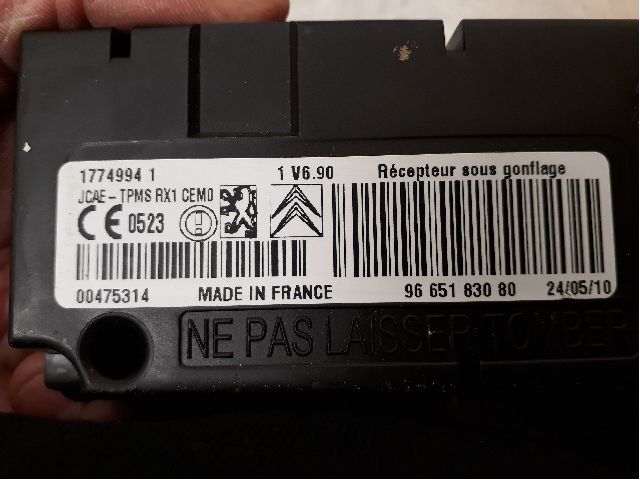 1774994 1 1 V6.90 Récepteur sous gonflage
JCAE-TPMS RX1 CEM0
CE 0523
00475314 MADE IN FRANCE 96 651 830 80 24/05/10
NE PAS LAISSER TOMBER